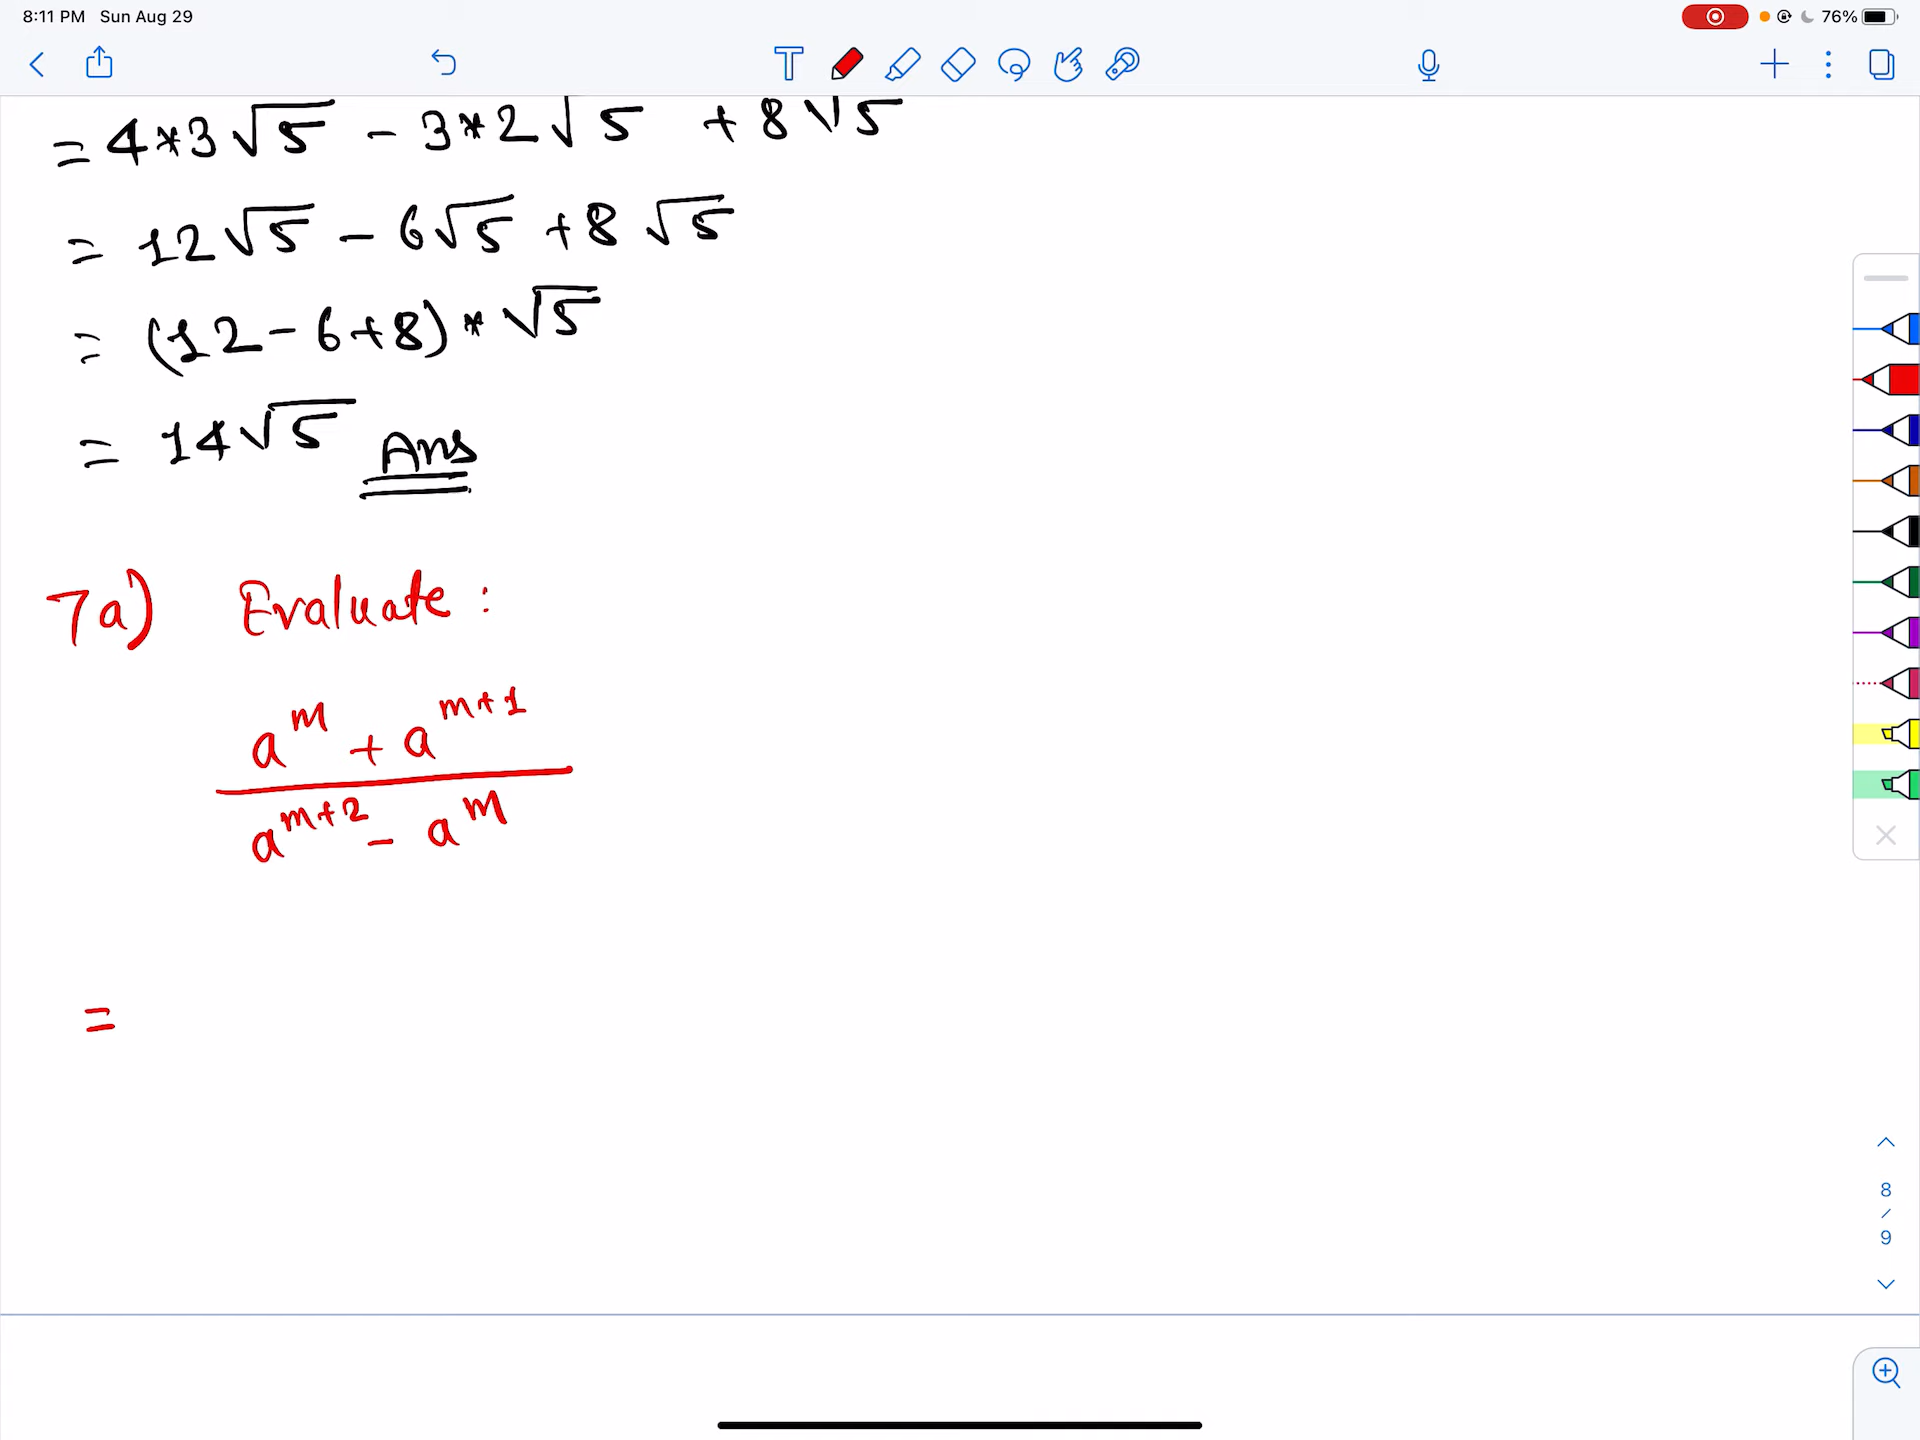 8:11 PM Sun Aug 29 76%
T
= 4*3√5 - 3*2√5 + 8√5
= 12√5 - 6√5 + 8√5
= (12-6+8)*√5
= 14√5 Ans
7a) Evaluate :
a^m + a^(m+1)
a^(m+2) - a^m
=
8
/
9